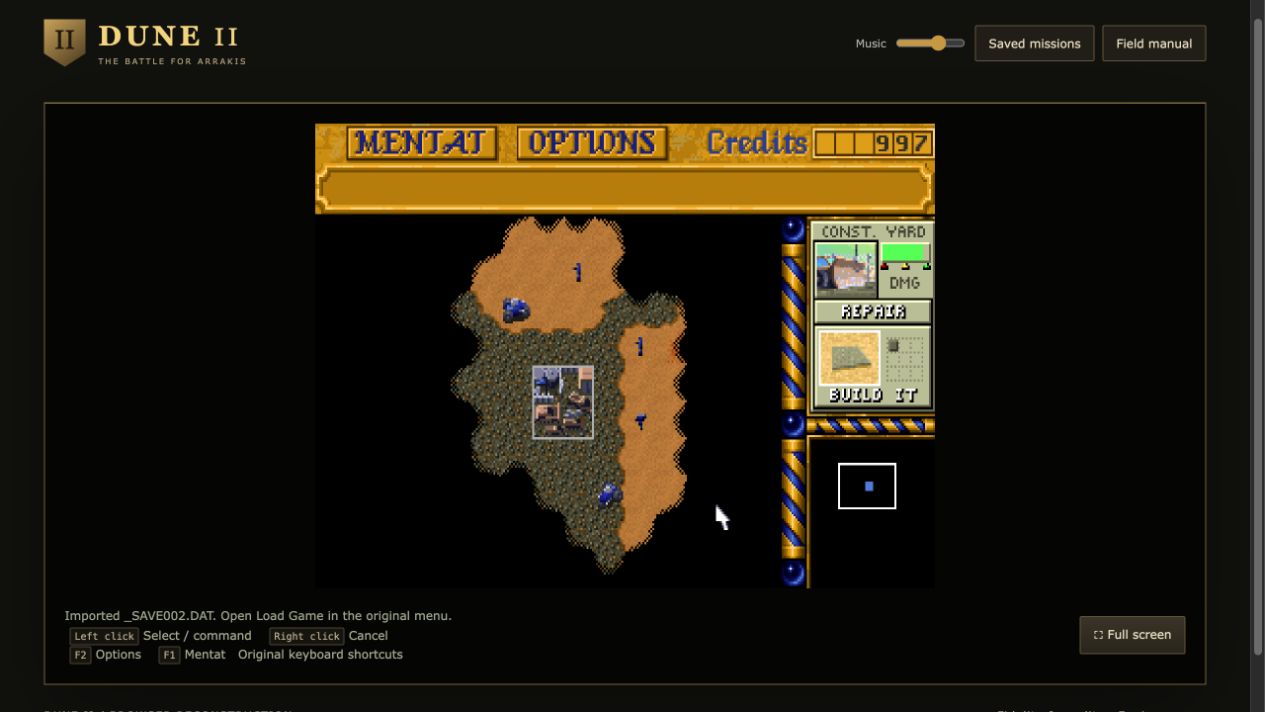 II DUNE II
THE BATTLE FOR ARRAKIS
Music Saved missions Field manual
MENTAT OPTIONS Credits 997
CONST. YARD
DMG
REPAIR
BUILD IT
Imported _SAVE002.DAT. Open Load Game in the original menu.
Left click Select / command Right click Cancel
F2 Options F1 Mentat Original keyboard shortcuts
Full screen